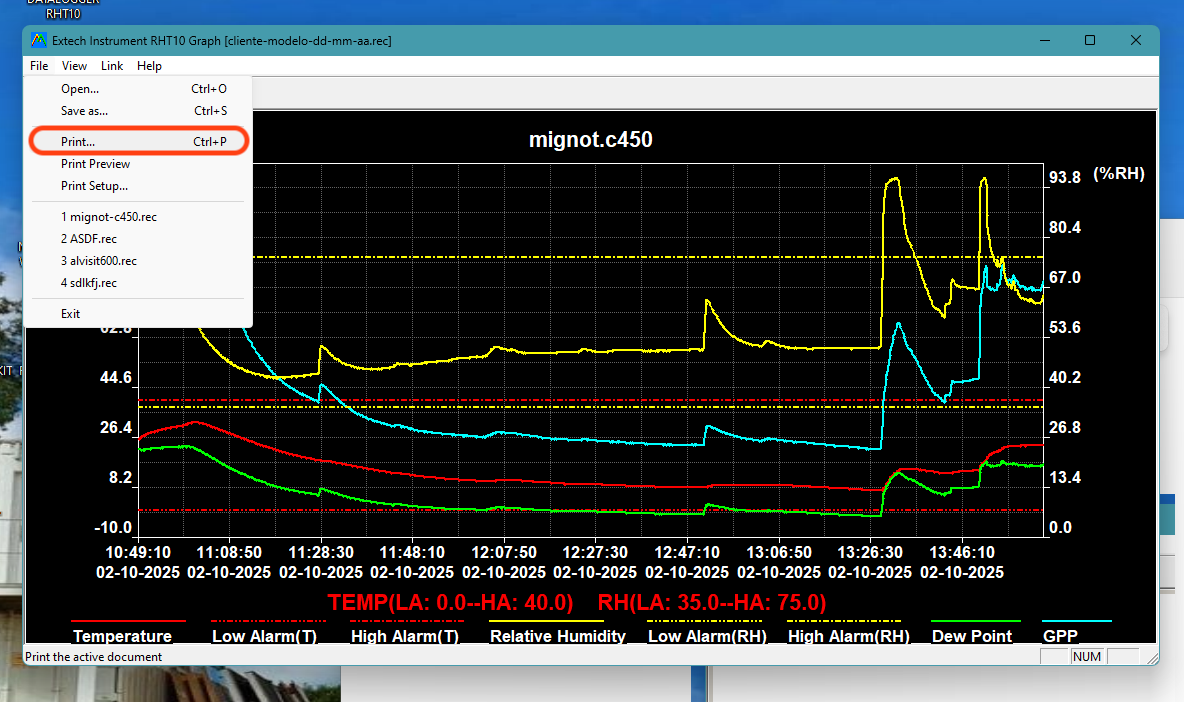 DATALOGGER
RHT10
Extech Instrument RHT10 Graph [cliente-modelo-dd-mm-aa.rec]
File View Link Help
Open... Ctrl+O
Save as... Ctrl+S
Print... Ctrl+P
Print Preview
Print Setup...
1 mignot-c450.rec
2 ASDF.rec
3 alvisit600.rec
4 sdlkfj.rec
Exit
mignot.c450
93.8 (%RH)
80.4
67.0
62.8 53.6
44.6 40.2
26.4 26.8
8.2 13.4
-10.0 0.0
10:49:10 11:08:50 11:28:30 11:48:10 12:07:50 12:27:30 12:47:10 13:06:50 13:26:30 13:46:10
02-10-2025 02-10-2025 02-10-2025 02-10-2025 02-10-2025 02-10-2025 02-10-2025 02-10-2025 02-10-2025 02-10-2025
TEMP(LA: 0.0--HA: 40.0) RH(LA: 35.0--HA: 75.0)
Temperature Low Alarm(T) High Alarm(T) Relative Humidity Low Alarm(RH) High Alarm(RH) Dew Point GPP
Print the active document NUM